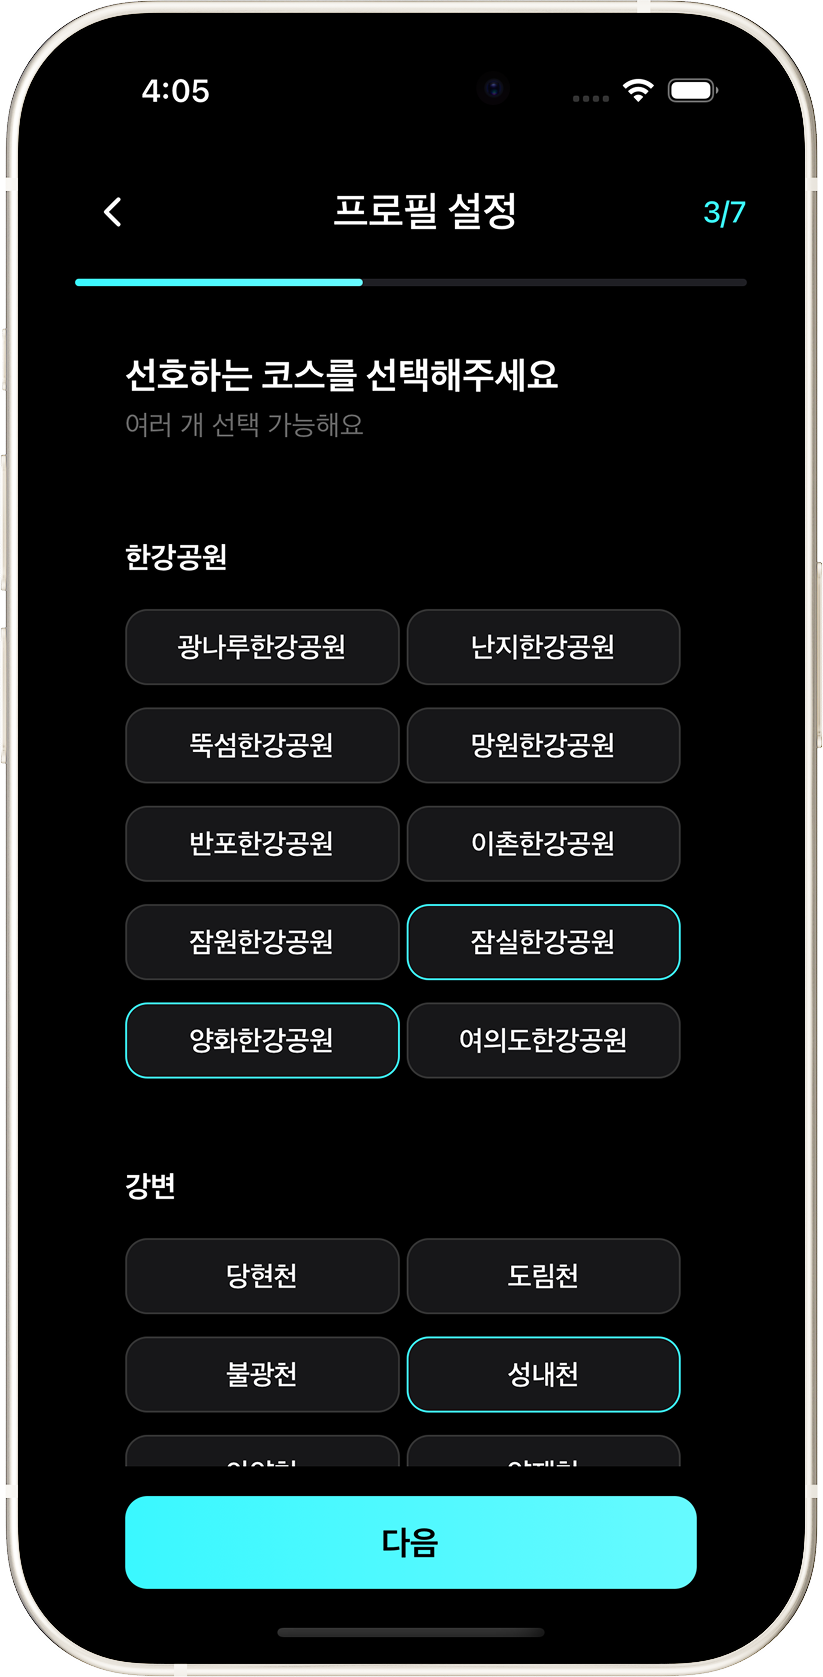 4:05
프로필 설정
3/7
선호하는 코스를 선택해주세요
여러 개 선택 가능해요
한강공원
광나루한강공원 난지한강공원
뚝섬한강공원 망원한강공원
반포한강공원 이촌한강공원
잠원한강공원 잠실한강공원
양화한강공원 여의도한강공원
강변
당현천 도림천
불광천 성내천
다음